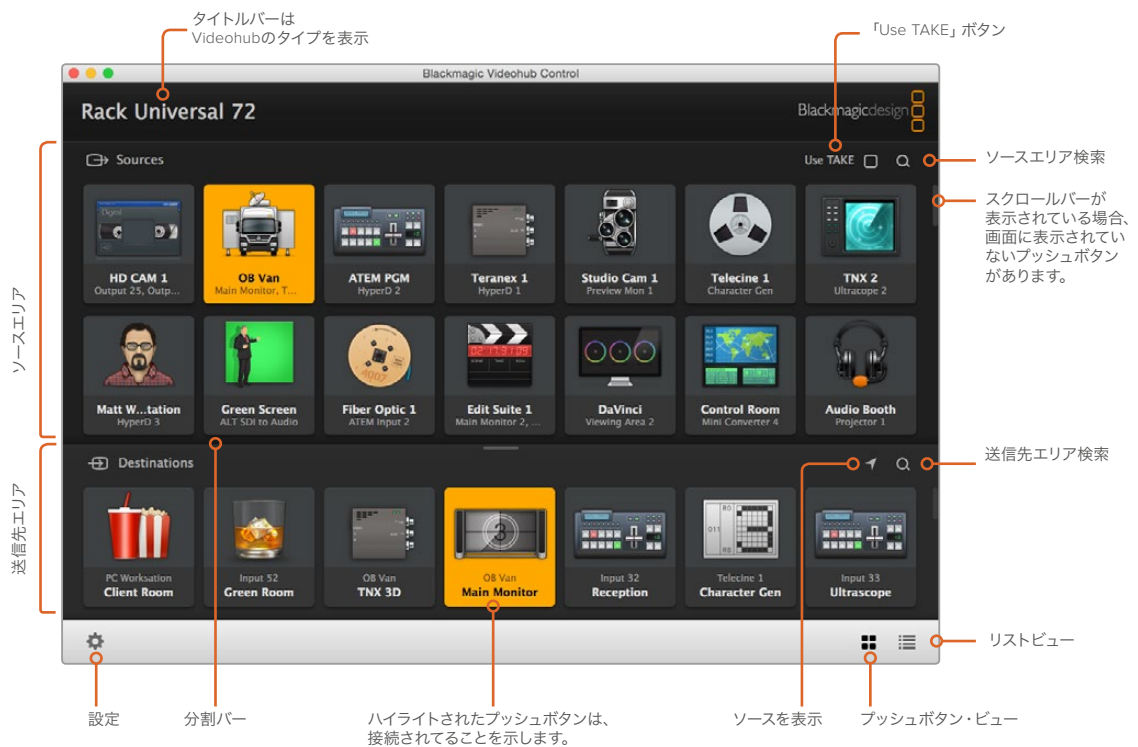 タイトルバーは
Videohubのタイプを表示
「Use TAKE」ボタン
Blackmagic Videohub Control
Rack Universal 72
Blackmagicdesign
Sources
Use TAKE
ソースエリア検索
スクロールバーが
表示されている場合、
画面に表示されてい
ないプッシュボタン
があります。
ソースエリア
Digital
HD CAM 1
Output 25, Outp...
OB Van
Main Monitor, T...
ATEM PGM
HyperD 2
Teranex 1
HyperD 1
Studio Cam 1
Preview Mon 1
Telecine 1
Character Gen
TNX 2
Ultrascope 2
4007
Matt W...tation
HyperD 3
Green Screen
ALT SDI to Audio
Fiber Optic 1
ATEM Input 2
Edit Suite 1
Main Monitor 2, ...
DaVinci
Viewing Area 2
Control Room
Mini Converter 4
Audio Booth
Projector 1
送信先エリア
Destinations
送信先エリア検索
3
R0
011
R8
PC Worksation
Client Room
Input 52
Green Room
OB Van
TNX 3D
OB Van
Main Monitor
Input 32
Reception
Telecine 1
Character Gen
Input 33
Ultrascope
リストビュー
設定
分割バー
ハイライトされたプッシュボタンは、
接続されてることを示します。
ソースを表示
プッシュボタン・ビュー